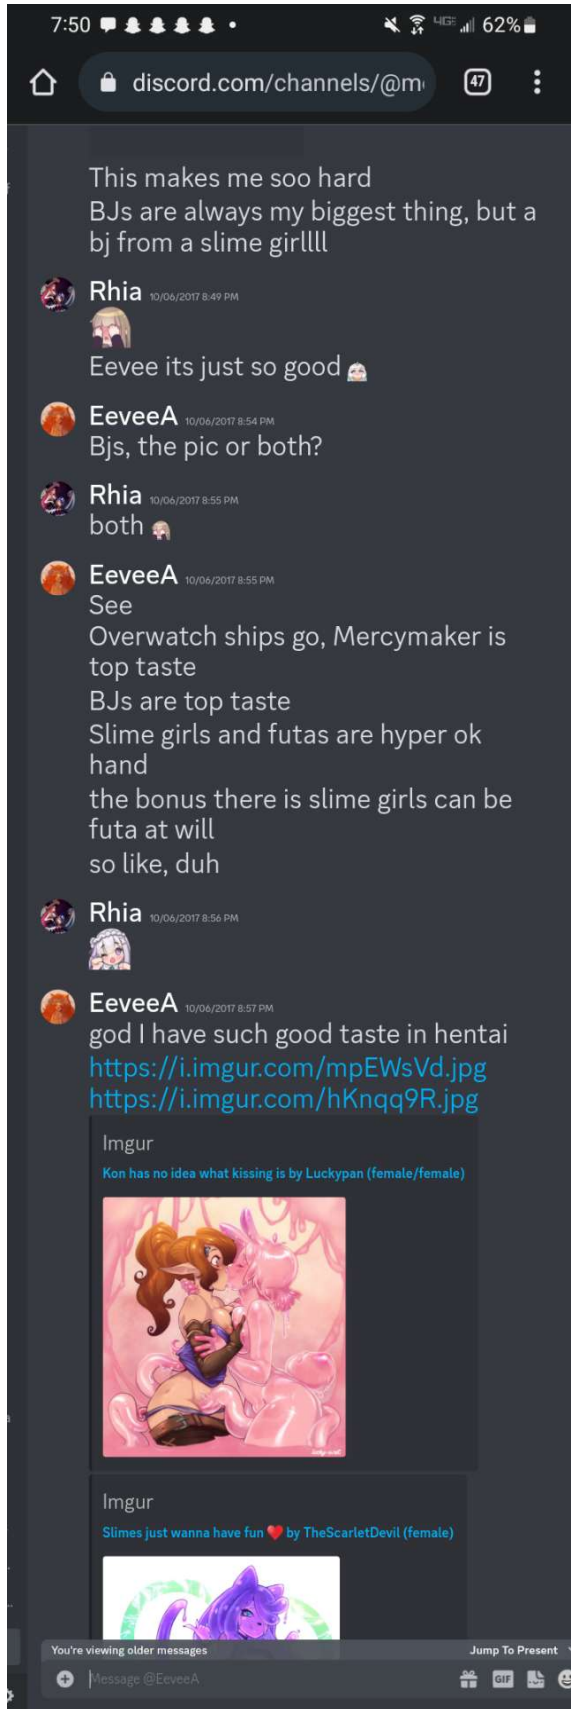 7:50
4G 62%
discord.com/channels/@m
47
This makes me soo hard
BJs are always my biggest thing, but a
bj from a slime girllll
Rhia 10/06/2017 8:49 PM
Eevee its just so good
EeveeA 10/06/2017 8:54 PM
Bjs, the pic or both?
Rhia 10/06/2017 8:55 PM
both
EeveeA 10/06/2017 8:55 PM
See
Overwatch ships go, Mercymaker is
top taste
BJs are top taste
Slime girls and futas are hyper ok
hand
the bonus there is slime girls can be
futa at will
so like, duh
Rhia 10/06/2017 8:56 PM
EeveeA 10/06/2017 8:57 PM
god I have such good taste in hentai
https://i.imgur.com/mpEWsVd.jpg
https://i.imgur.com/hKnqq9R.jpg
Imgur
Kon has no idea what kissing is by Luckypan (female/female)
Imgur
Slimes just wanna have fun ❤️ by TheScarletDevil (female)
You're viewing older messages Jump To Present
Message @EeveeA
GIF